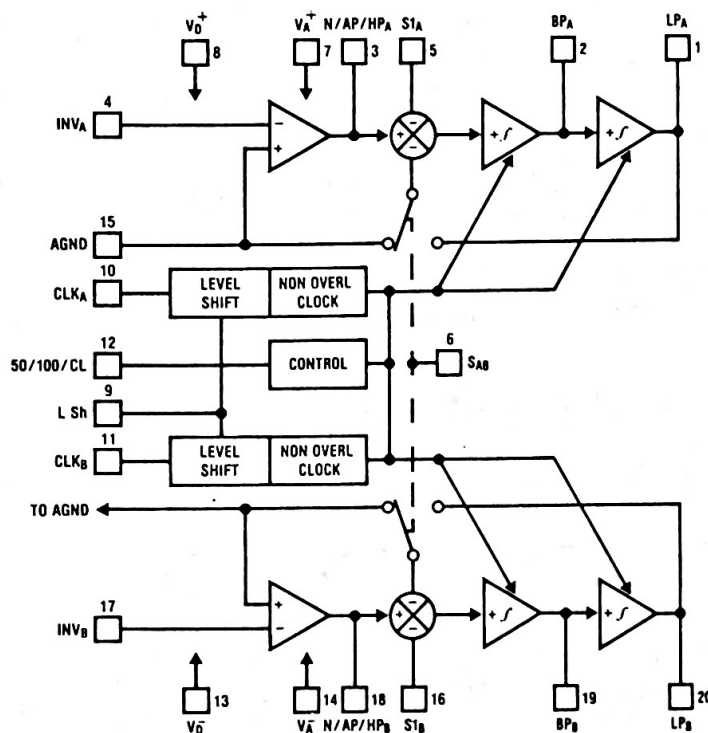 V_D^+ V_A^+ N/AP/HP_A S1_A BP_A LP_A
8 7 3 5 2 1
4
INV_A - + - + - + ∫ + ∫
15
AGND
10
CLK_A LEVEL SHIFT NON OVERL CLOCK
12 6
50/100/CL CONTROL S_AB
9
L Sh
11
CLK_B LEVEL SHIFT NON OVERL CLOCK
TO AGND
17
INV_B + - + - - + ∫ + ∫
13 14 18 16 19 20
V_D^- V_A^- N/AP/HP_B S1_B BP_B LP_B